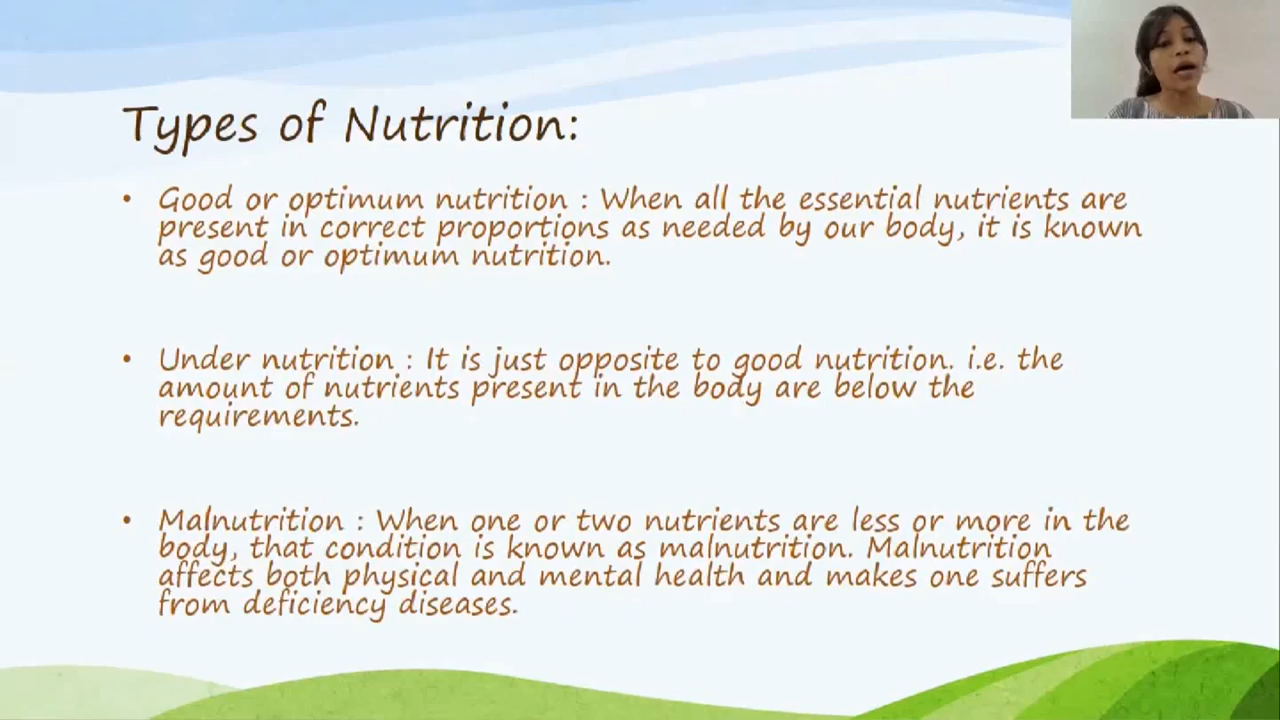 Types of Nutrition:
• Good or optimum nutrition : When all the essential nutrients are
present in correct proportions as needed by our body, it is known
as good or optimum nutrition.
• Under nutrition : It is just opposite to good nutrition. i.e. the
amount of nutrients present in the body are below the
requirements.
• Malnutrition : When one or two nutrients are less or more in the
body, that condition is known as malnutrition. Malnutrition
affects both physical and mental health and makes one suffers
from deficiency diseases.